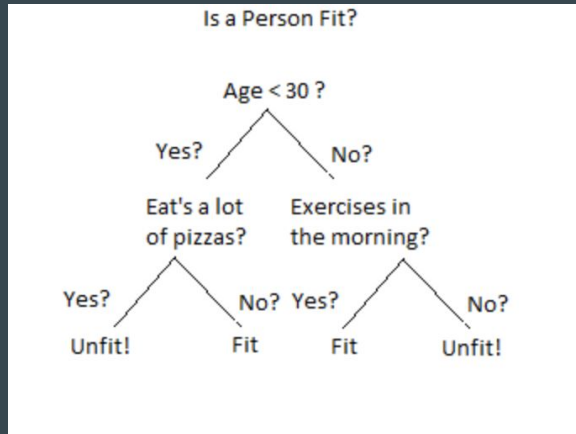 Is a Person Fit?
Age < 30 ?
Yes?
No?
Eat's a lot
of pizzas?
Exercises in
the morning?
Yes?
No?
Yes?
No?
Unfit!
Fit
Fit
Unfit!